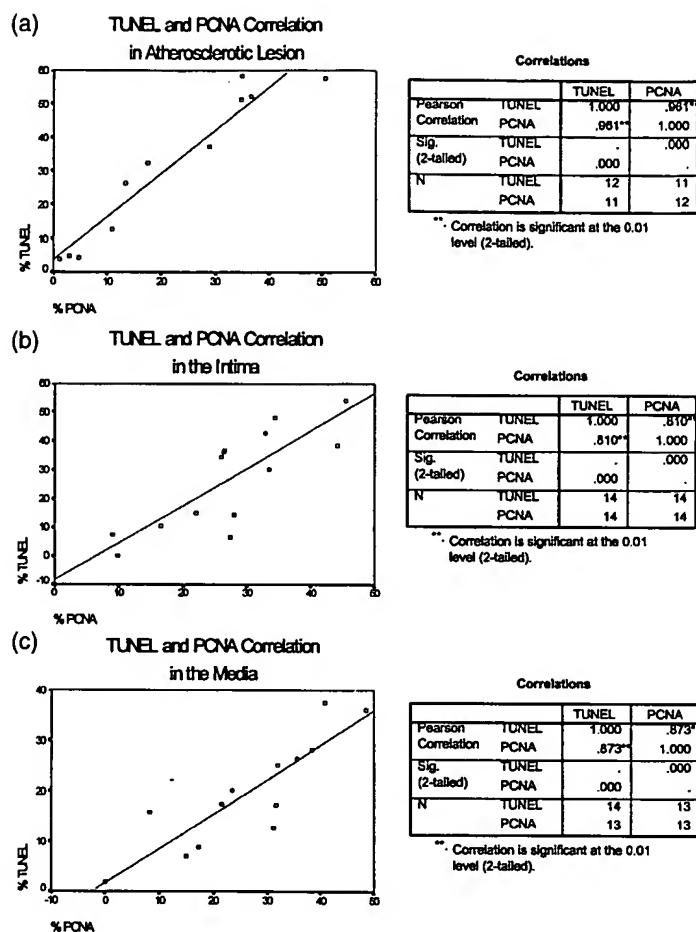 (a)
TUNEL and PCNA Correlation
in Atherosclerotic Lesion
60
50
40
30
20
10
0
0 10 20 30 40 50 60
% TUNEL
% PCNA
Correlations
TUNEL PCNA
Pearson TUNEL 1.000 .961**
Correlation PCNA .961** 1.000
Sig. TUNEL . .000
(2-tailed) PCNA .000 .
N TUNEL 12 11
PCNA 11 12
**. Correlation is significant at the 0.01
level (2-tailed).
(b)
TUNEL and PCNA Correlation
in the Intima
60
50
40
30
20
10
0
-10
0 10 20 30 40 50
% TUNEL
% PCNA
Correlations
TUNEL PCNA
Pearson TUNEL 1.000 .810**
Correlation PCNA .810** 1.000
Sig. TUNEL . .000
(2-tailed) PCNA .000 .
N TUNEL 14 14
PCNA 14 14
**. Correlation is significant at the 0.01
level (2-tailed).
(c)
TUNEL and PCNA Correlation
in the Media
40
30
20
10
0
-10 0 10 20 30 40 50
% TUNEL
% PCNA
Correlations
TUNEL PCNA
Pearson TUNEL 1.000 .873*
Correlation PCNA .873** 1.000
Sig. TUNEL . .000
(2-tailed) PCNA .000 .
N TUNEL 14 13
PCNA 13 13
**. Correlation is significant at the 0.01
level (2-tailed).